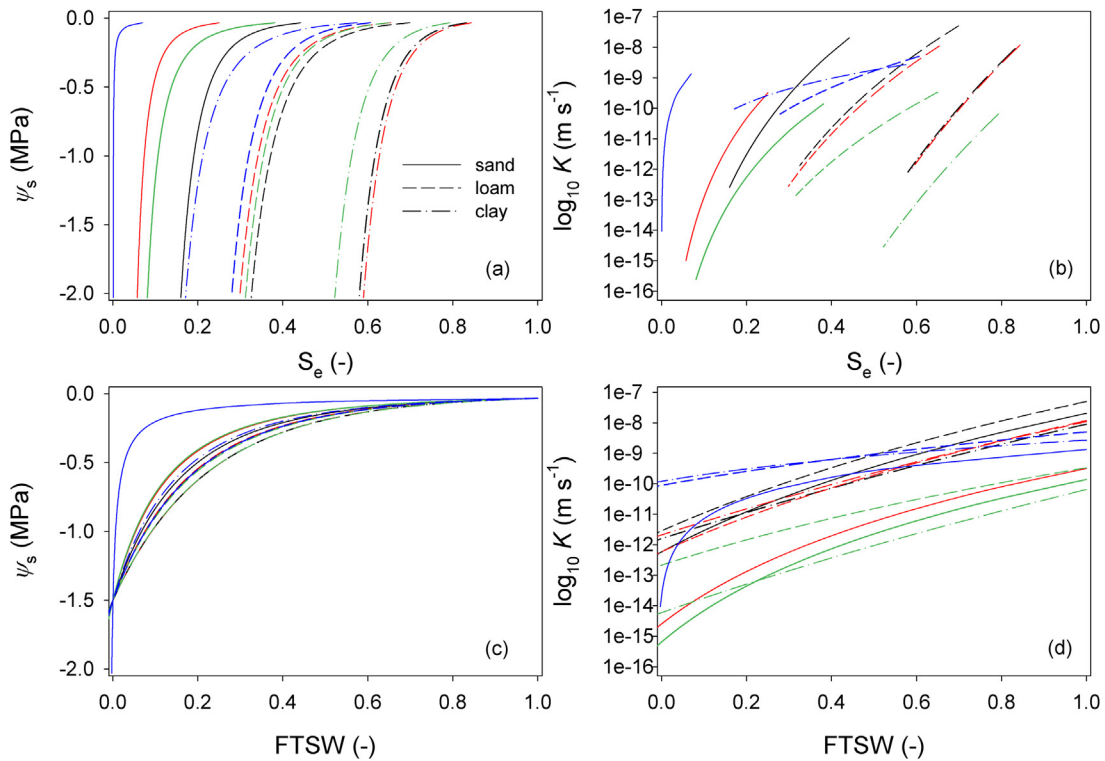 0.0
-0.5
-1.0
-1.5
-2.0
ψs (MPa)
sand
loam
clay
(a)
0.0 0.2 0.4 0.6 0.8 1.0
Se (-)
1e-7
1e-8
1e-9
1e-10
1e-11
1e-12
1e-13
1e-14
1e-15
1e-16
log10 K (m s-1)
(b)
0.0 0.2 0.4 0.6 0.8 1.0
Se (-)
0.0
-0.5
-1.0
-1.5
-2.0
ψs (MPa)
(c)
0.0 0.2 0.4 0.6 0.8 1.0
FTSW (-)
1e-7
1e-8
1e-9
1e-10
1e-11
1e-12
1e-13
1e-14
1e-15
1e-16
log10 K (m s-1)
(d)
0.0 0.2 0.4 0.6 0.8 1.0
FTSW (-)